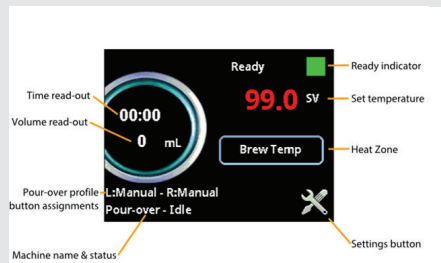 Ready
Ready indicator
Time read-out
99.0 SV
Set temperature
00:00
Volume read-out
0 mL
Brew Temp
Heat Zone
Pour-over profile
button assignments
L:Manual - R:Manual
Pour-over - Idle
Settings button
Machine name & status